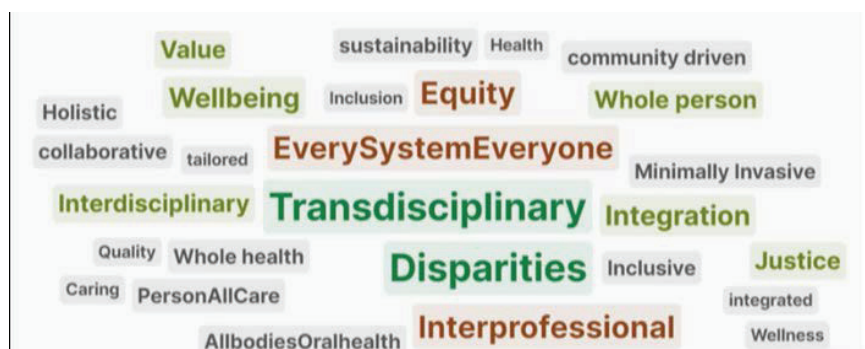 Value sustainability Health community driven
Wellbeing Inclusion Equity Whole person
Holistic
collaborative tailored EverySystemEveryone Minimally Invasive
Interdisciplinary Transdisciplinary Integration
Quality Whole health Disparities Inclusive Justice
Caring PersonAllCare integrated
AllbodiesOralhealth Interprofessional Wellness